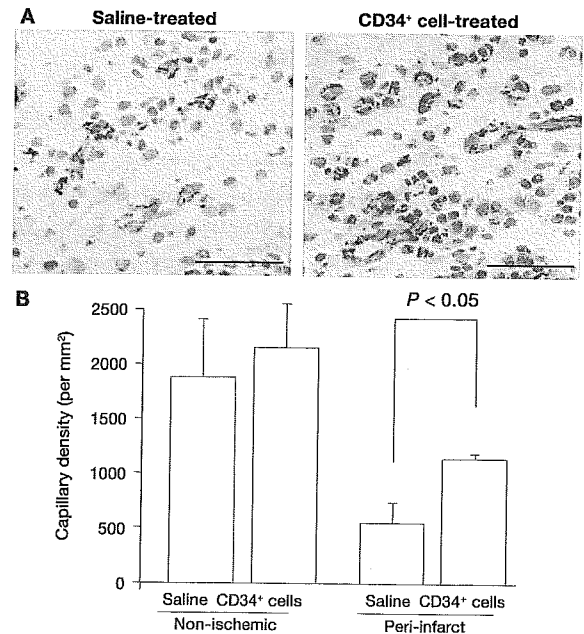 A Saline-treated CD34⁺ cell-treated
B
P < 0.05
Capillary density (per mm²)
2500
2000
1500
1000
500
0
Saline CD34⁺ cells Saline CD34⁺ cells
Non-ischemic Peri-infarct